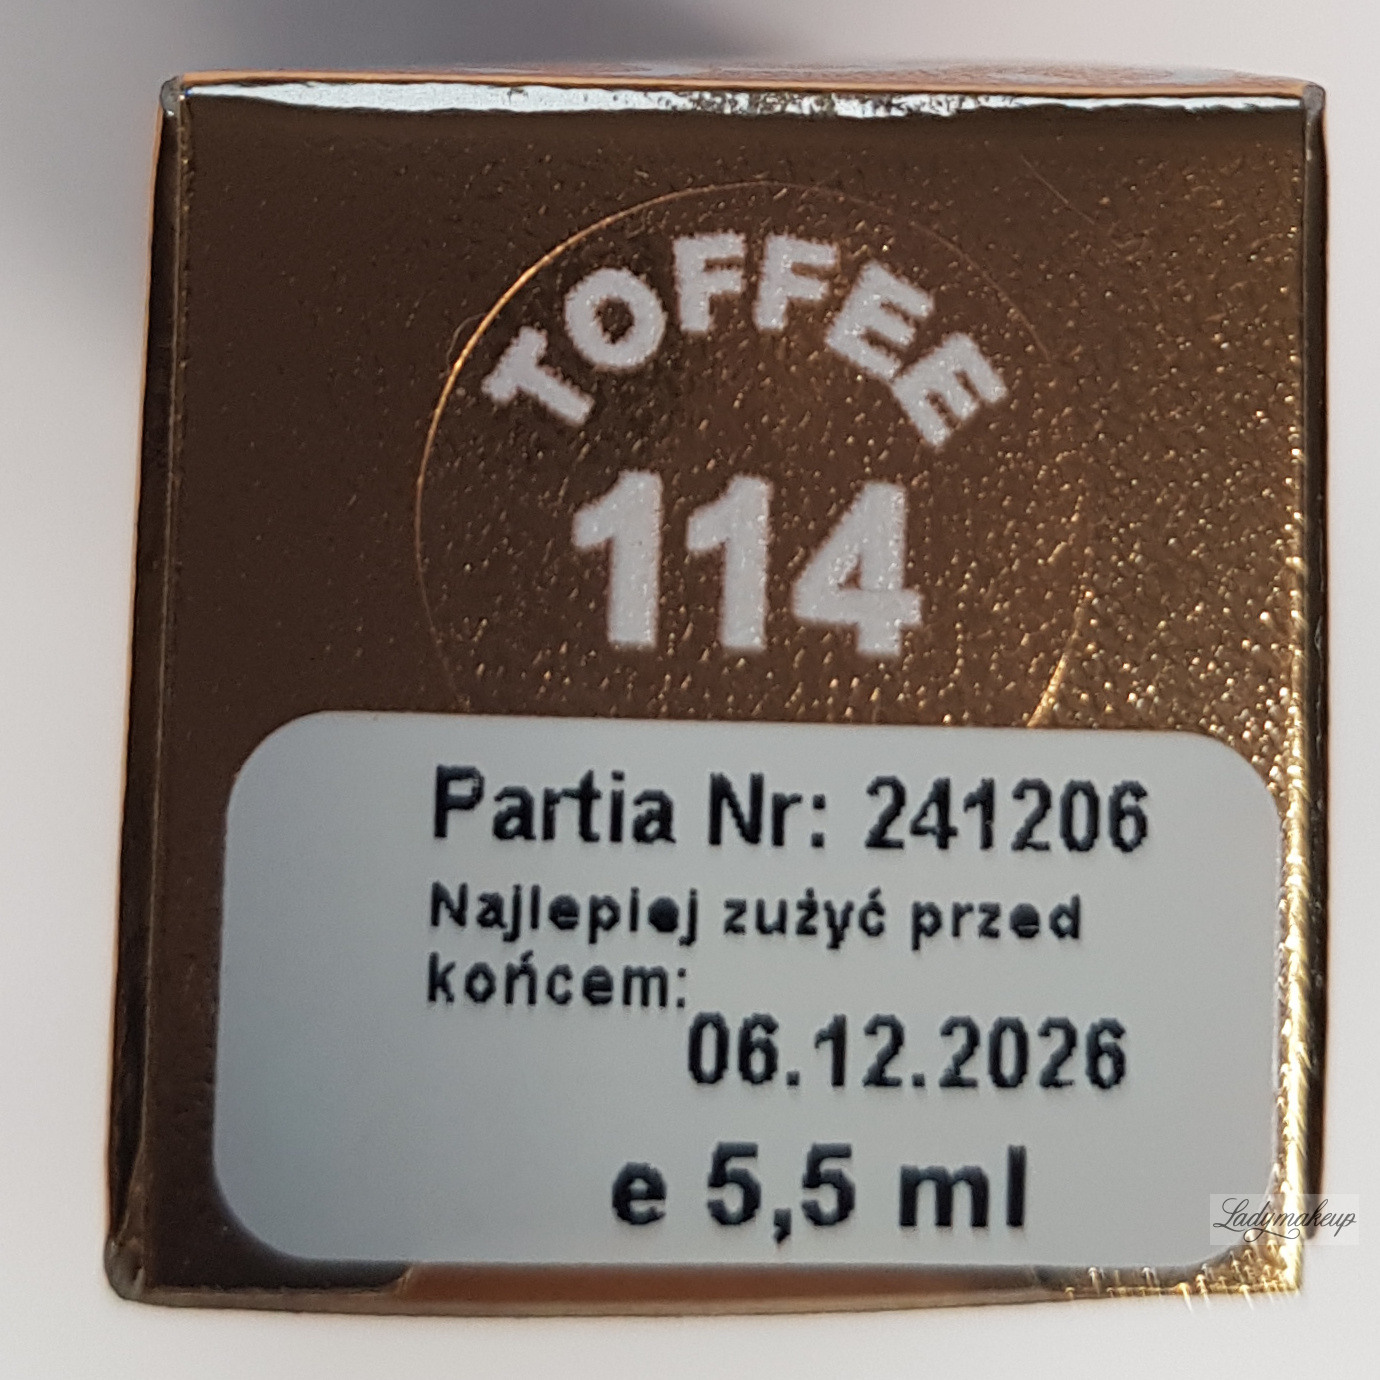 TOFFEE
114
Partia Nr: 241206
Najlepiej zużyć przed
końcem:
06.12.2026
e 5,5 ml
Ladymakeup